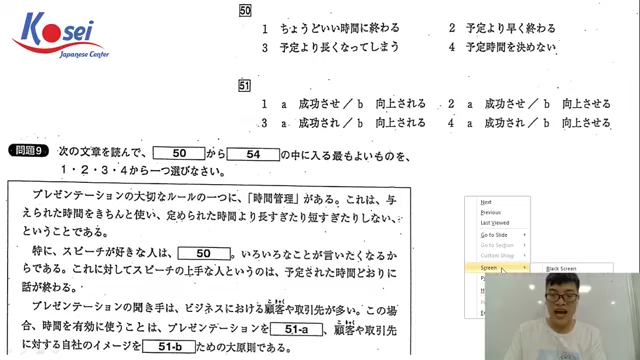 Kosei
Japanese Center
50
1 ちょうどいい時間に終わる 2 予定より早く終わる
3 予定より長くなってしまう 4 予定時間を決めない
51
1 a 成功させ／b 向上される 2 a 成功させ／b 向上させる
3 a 成功され／b 向上される 4 a 成功され／b 向上させる
問題9 次の文章を読んで、 50 から 54 の中に入る最もよいものを、
1・2・3・4から一つ選びなさい。
プレゼンテーションの大切なルールの一つに、「時間管理」がある。これは、与
えられた時間をきちんと使い、定められた時間より長すぎたり短すぎたりしない、
ということである。
特に、スピーチが好きな人は、 50 。いろいろなことが言いたくなるか
らである。これに対してスピーチの上手な人というのは、予定された時間どおりに
話が終わる。
プレゼンテーションの聞き手は、ビジネスにおける顧客や取引先が多い。この場
合、時間を有効に使うことは、プレゼンテーションを 51-a 、顧客や取引先
に対する自社のイメージを 51-b ための大原則である。
Next
Previous
Last Viewed
Go to Slide
Go to Section
Custom Show
Screen
Black Screen